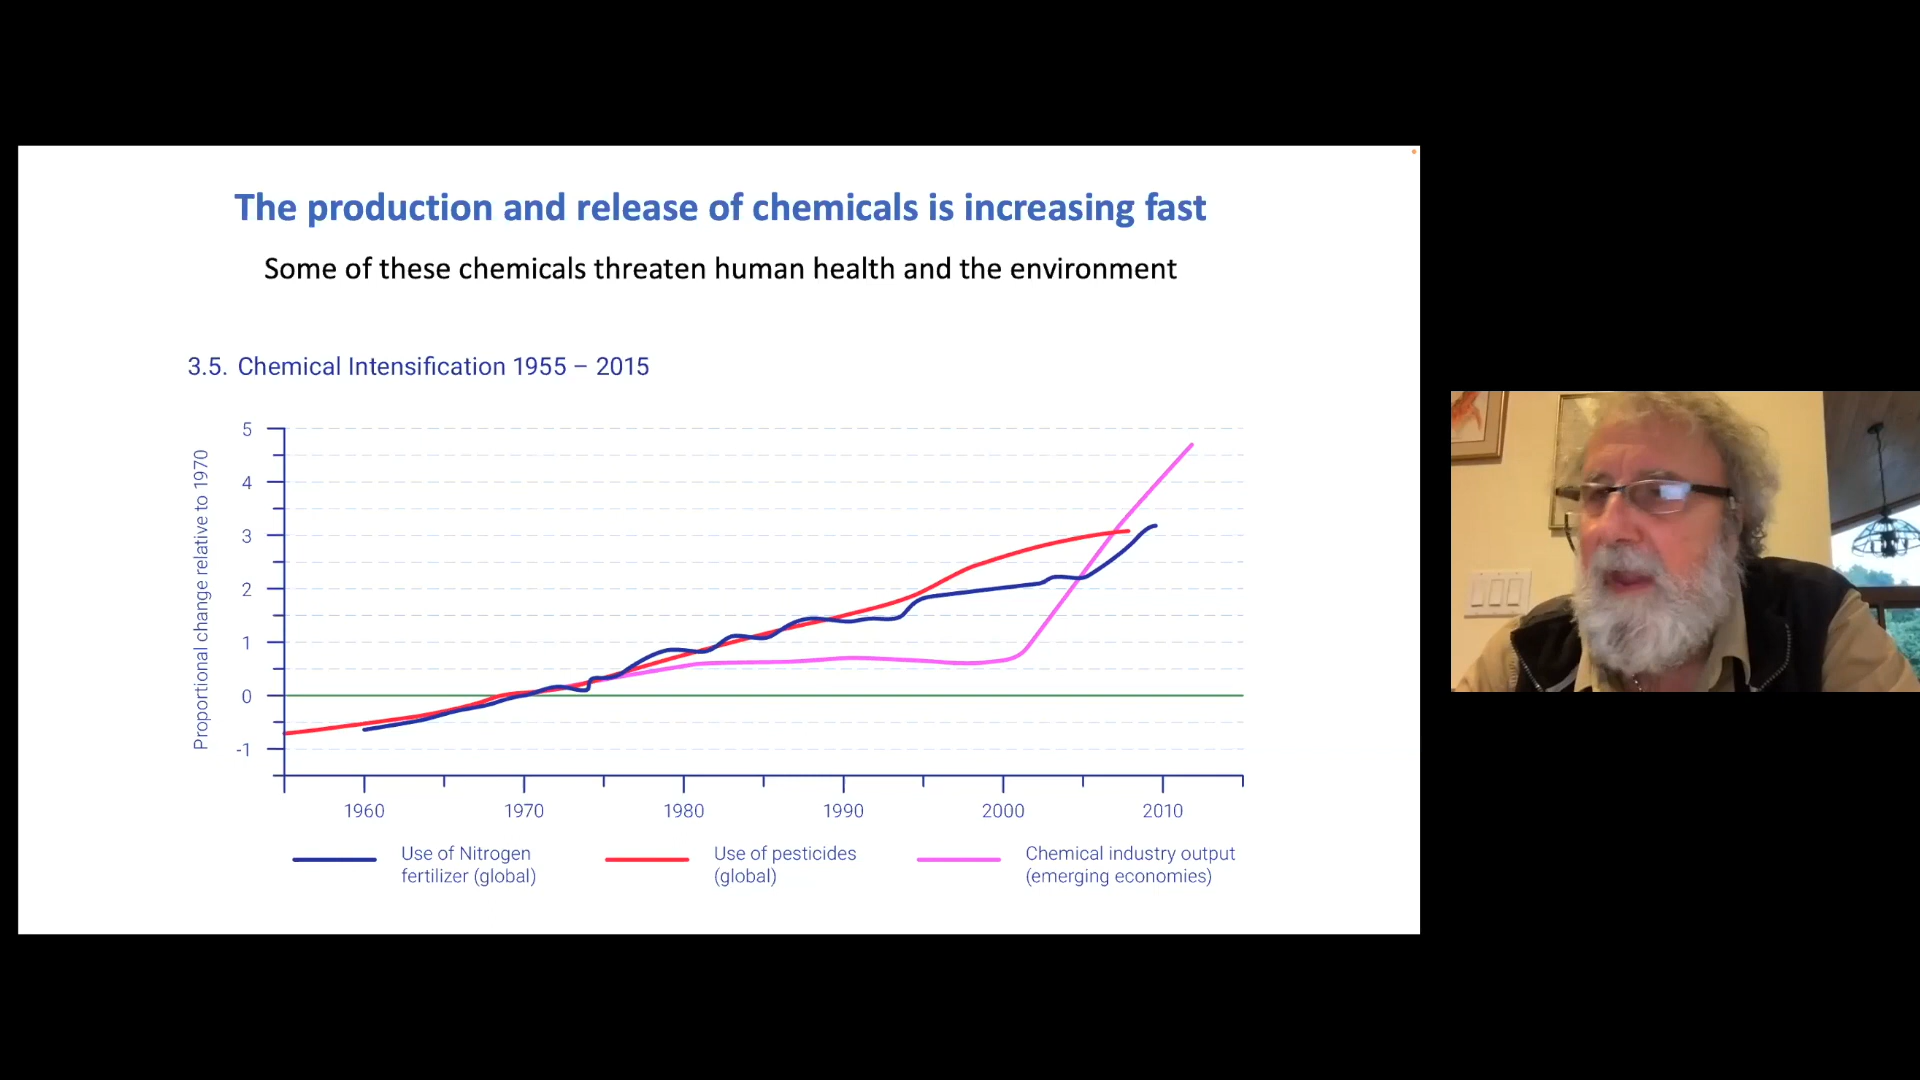 The production and release of chemicals is increasing fast
Some of these chemicals threaten human health and the environment
3.5. Chemical Intensification 1955 – 2015
Proportional change relative to 1970
5
4
3
2
1
0
-1
1960 1970 1980 1990 2000 2010
Use of Nitrogen
fertilizer (global)
Use of pesticides
(global)
Chemical industry output
(emerging economies)